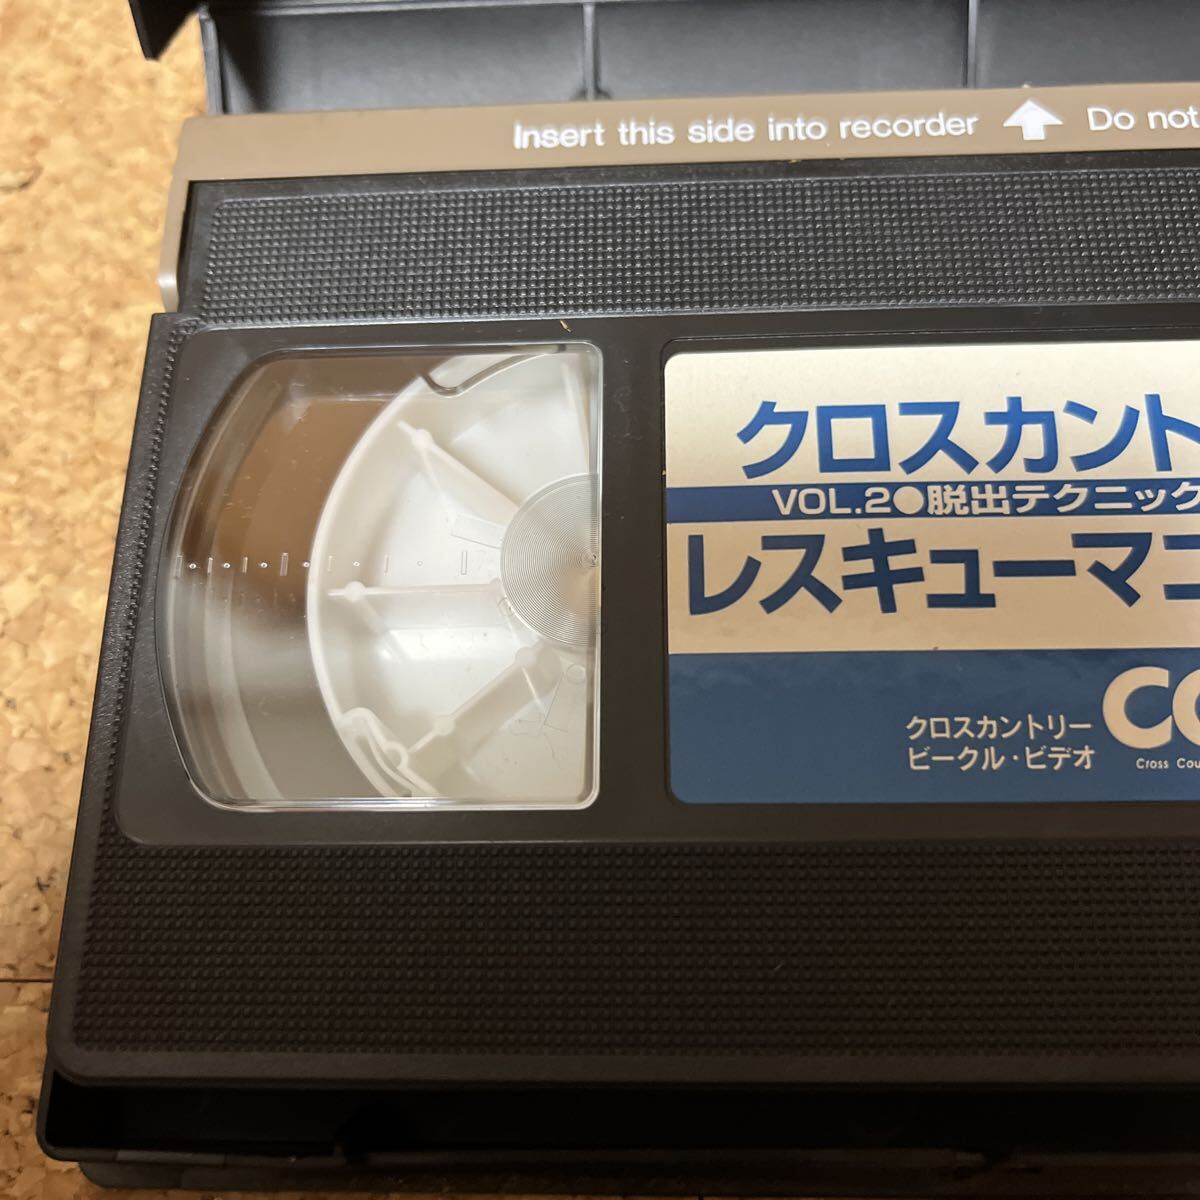 Insert this side into recorder Do not
クロスカント
VOL.2●脱出テクニック
レスキューマニ
クロスカントリー
ビークル・ビデオ
CC
Cross Cou